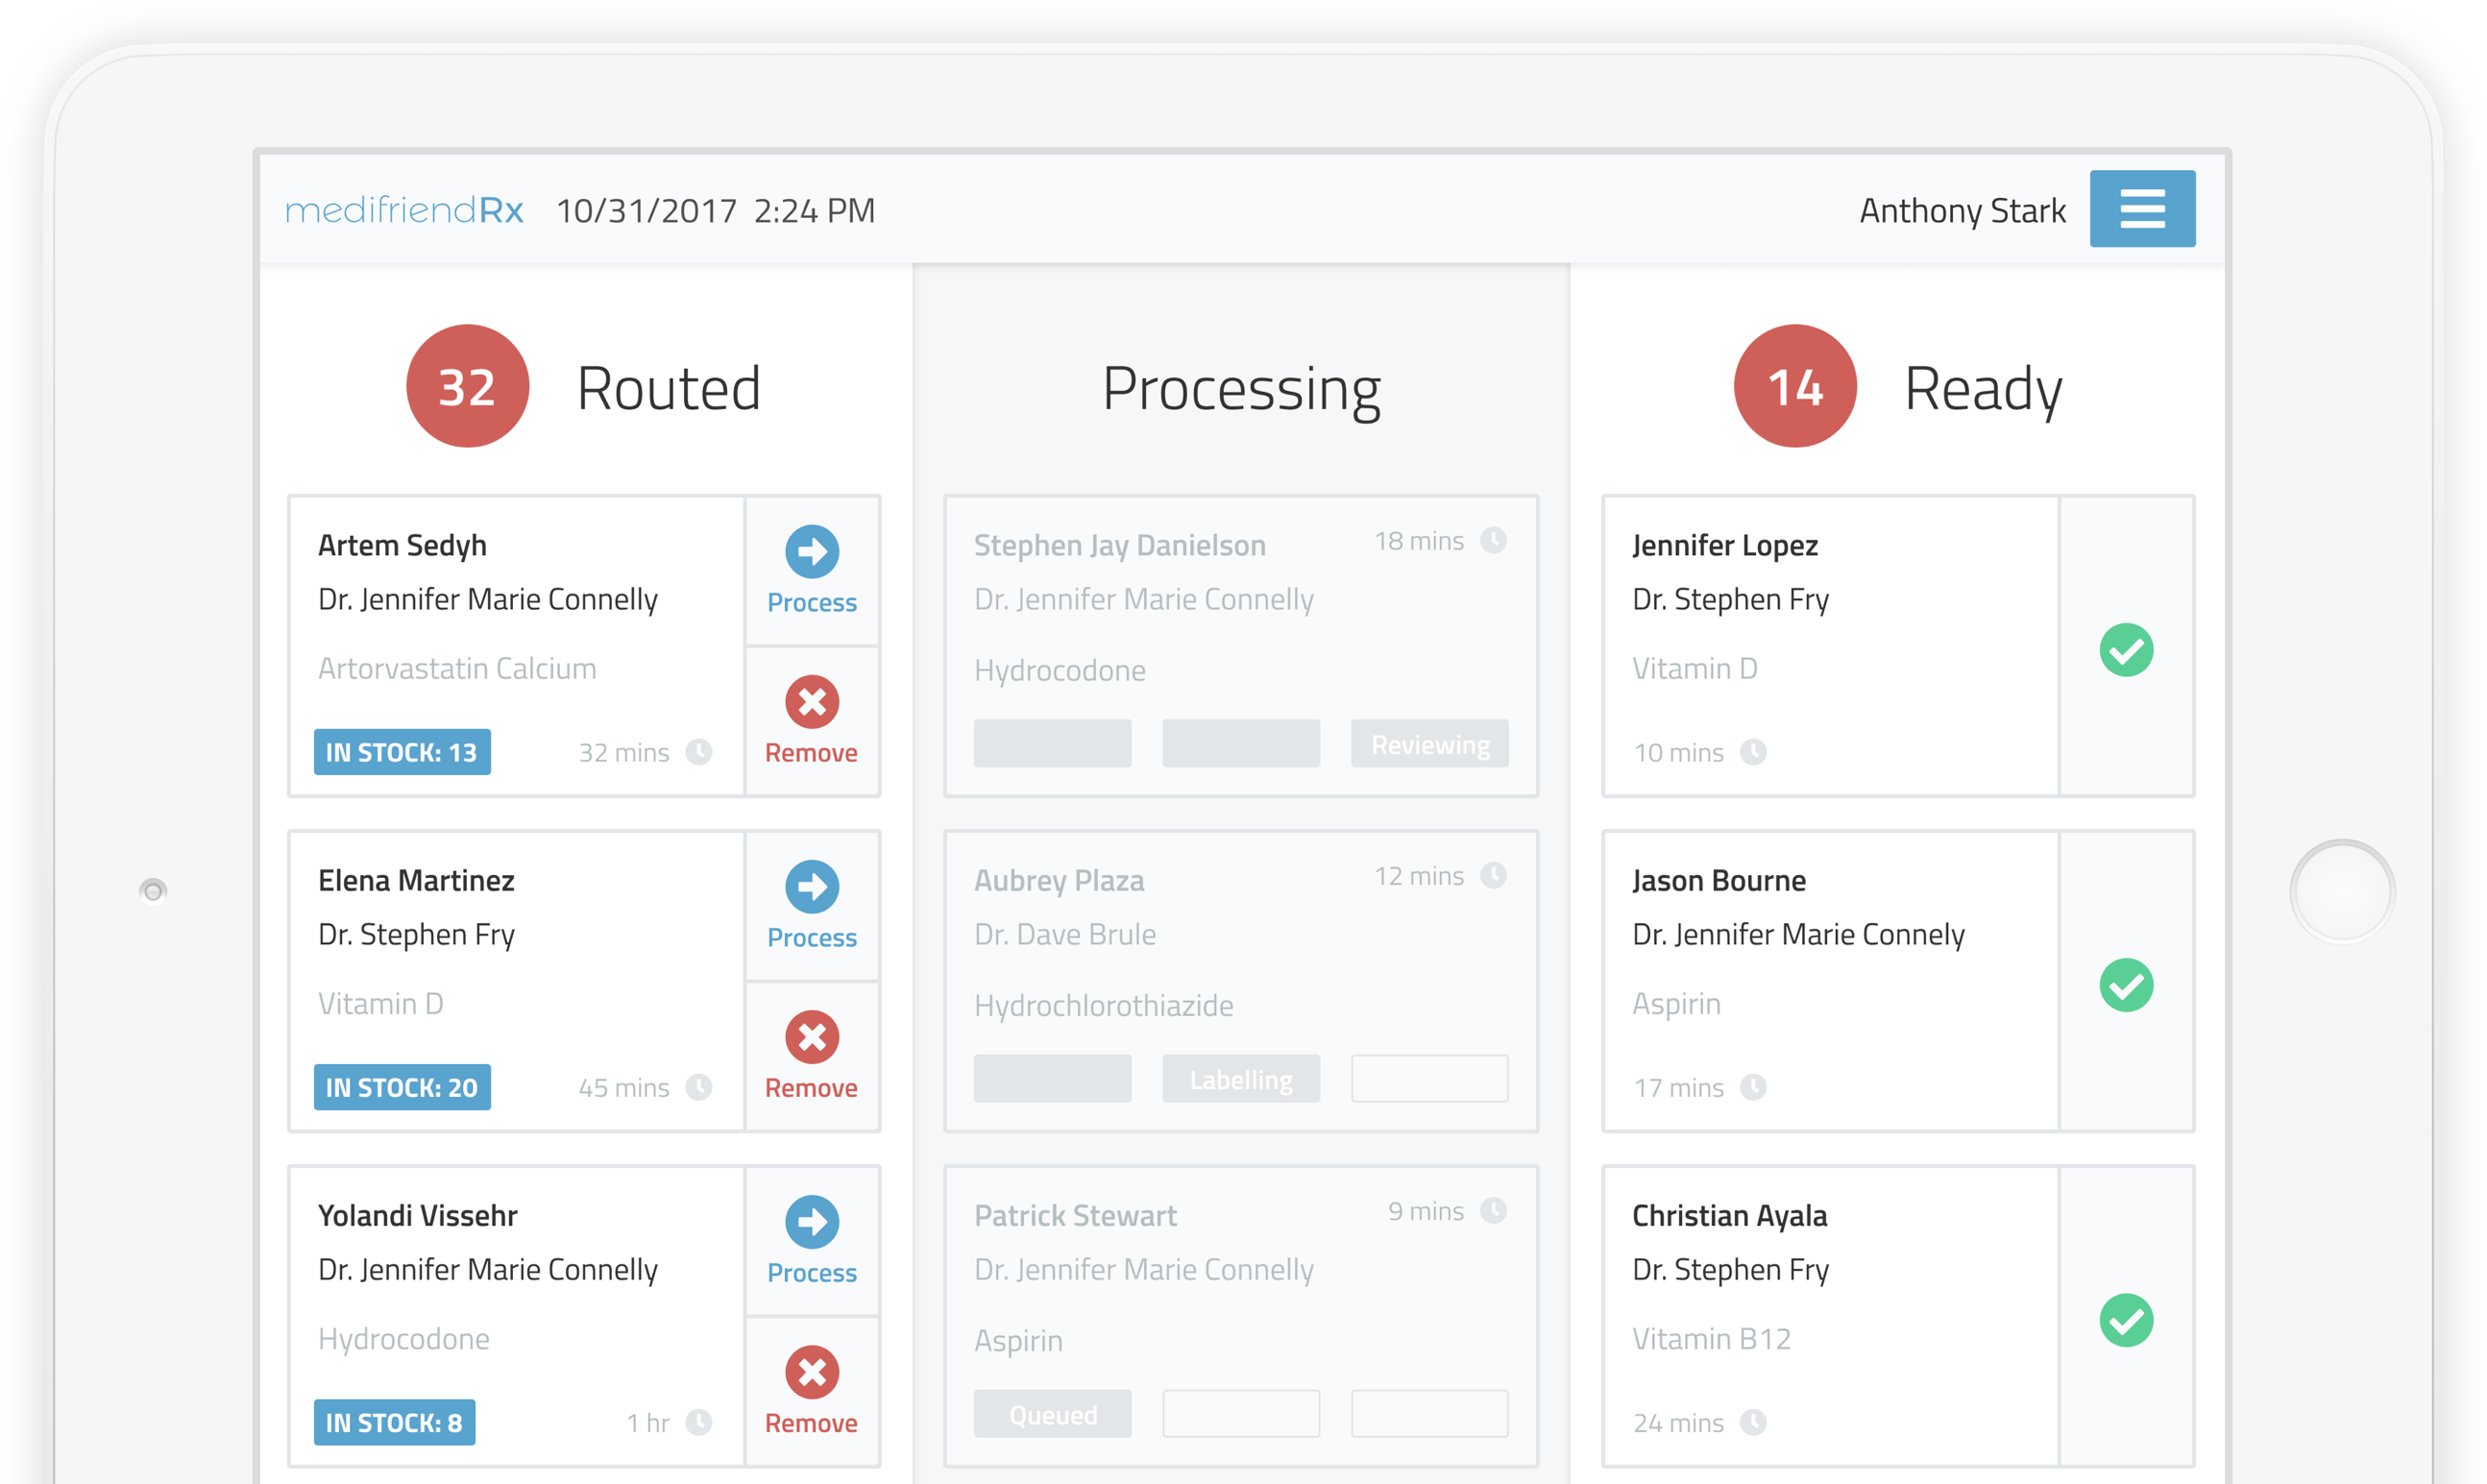 medifriendRx 10/31/2017 2:24 PM
Anthony Stark
32 Routed
Artem Sedyh
Dr. Jennifer Marie Connelly
Artorvastatin Calcium
IN STOCK: 13
32 mins
Process
Remove
Elena Martinez
Dr. Stephen Fry
Vitamin D
IN STOCK: 20
45 mins
Process
Remove
Yolandi Vissehr
Dr. Jennifer Marie Connelly
Hydrocodone
IN STOCK: 8
1 hr
Process
Remove
Processing
Stephen Jay Danielson
18 mins
Dr. Jennifer Marie Connelly
Hydrocodone
Reviewing
Aubrey Plaza
12 mins
Dr. Dave Brule
Hydrochlorothiazide
Labelling
Patrick Stewart
9 mins
Dr. Jennifer Marie Connelly
Aspirin
Queued
14 Ready
Jennifer Lopez
Dr. Stephen Fry
Vitamin D
10 mins
Jason Bourne
Dr. Jennifer Marie Connely
Aspirin
17 mins
Christian Ayala
Dr. Stephen Fry
Vitamin B12
24 mins